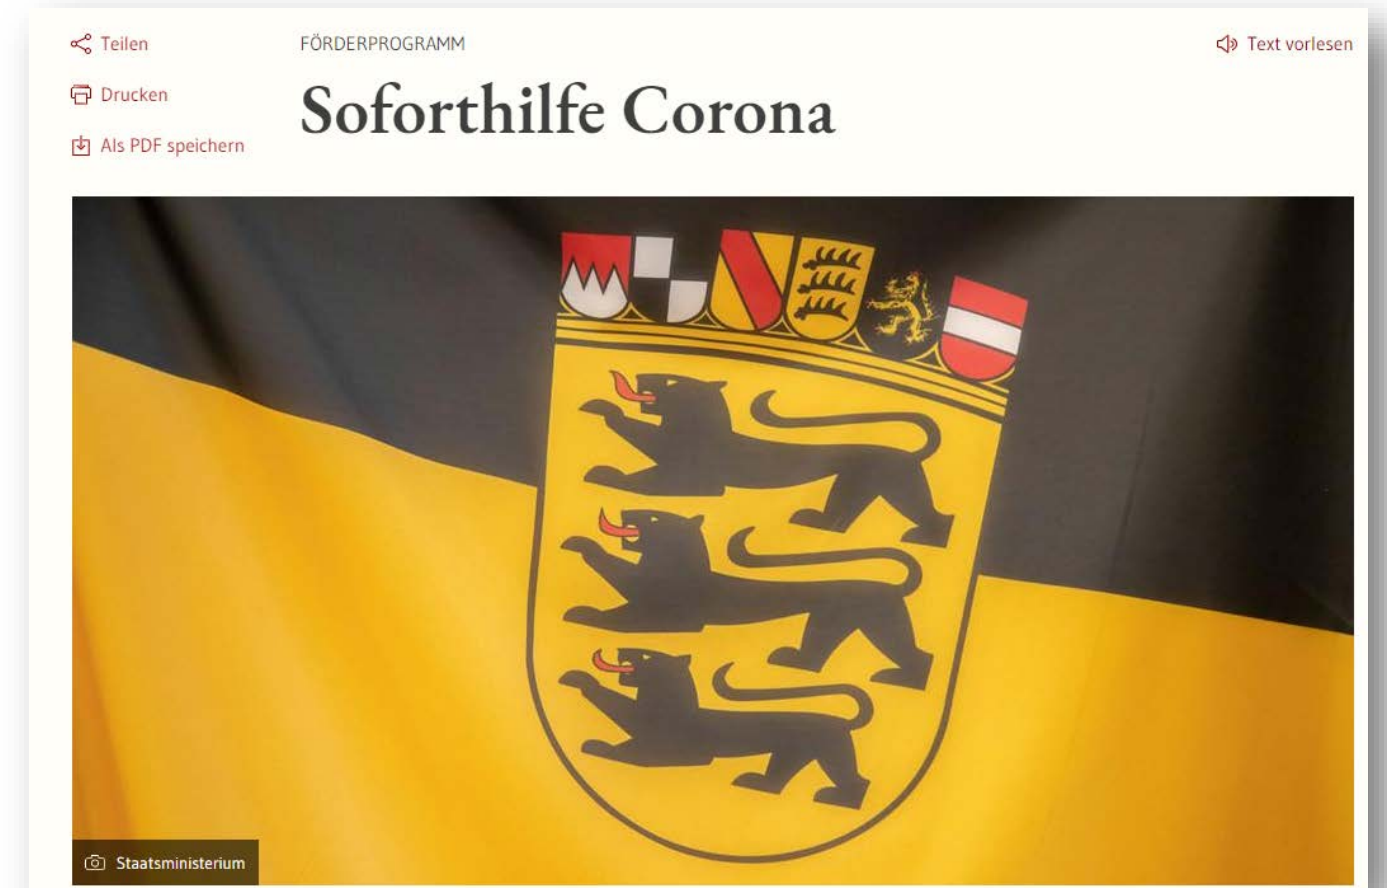 Teilen
Drucken
Als PDF speichern
FÖRDERPROGRAMM
Soforthilfe Corona
Text vorlesen
Staatsministerium